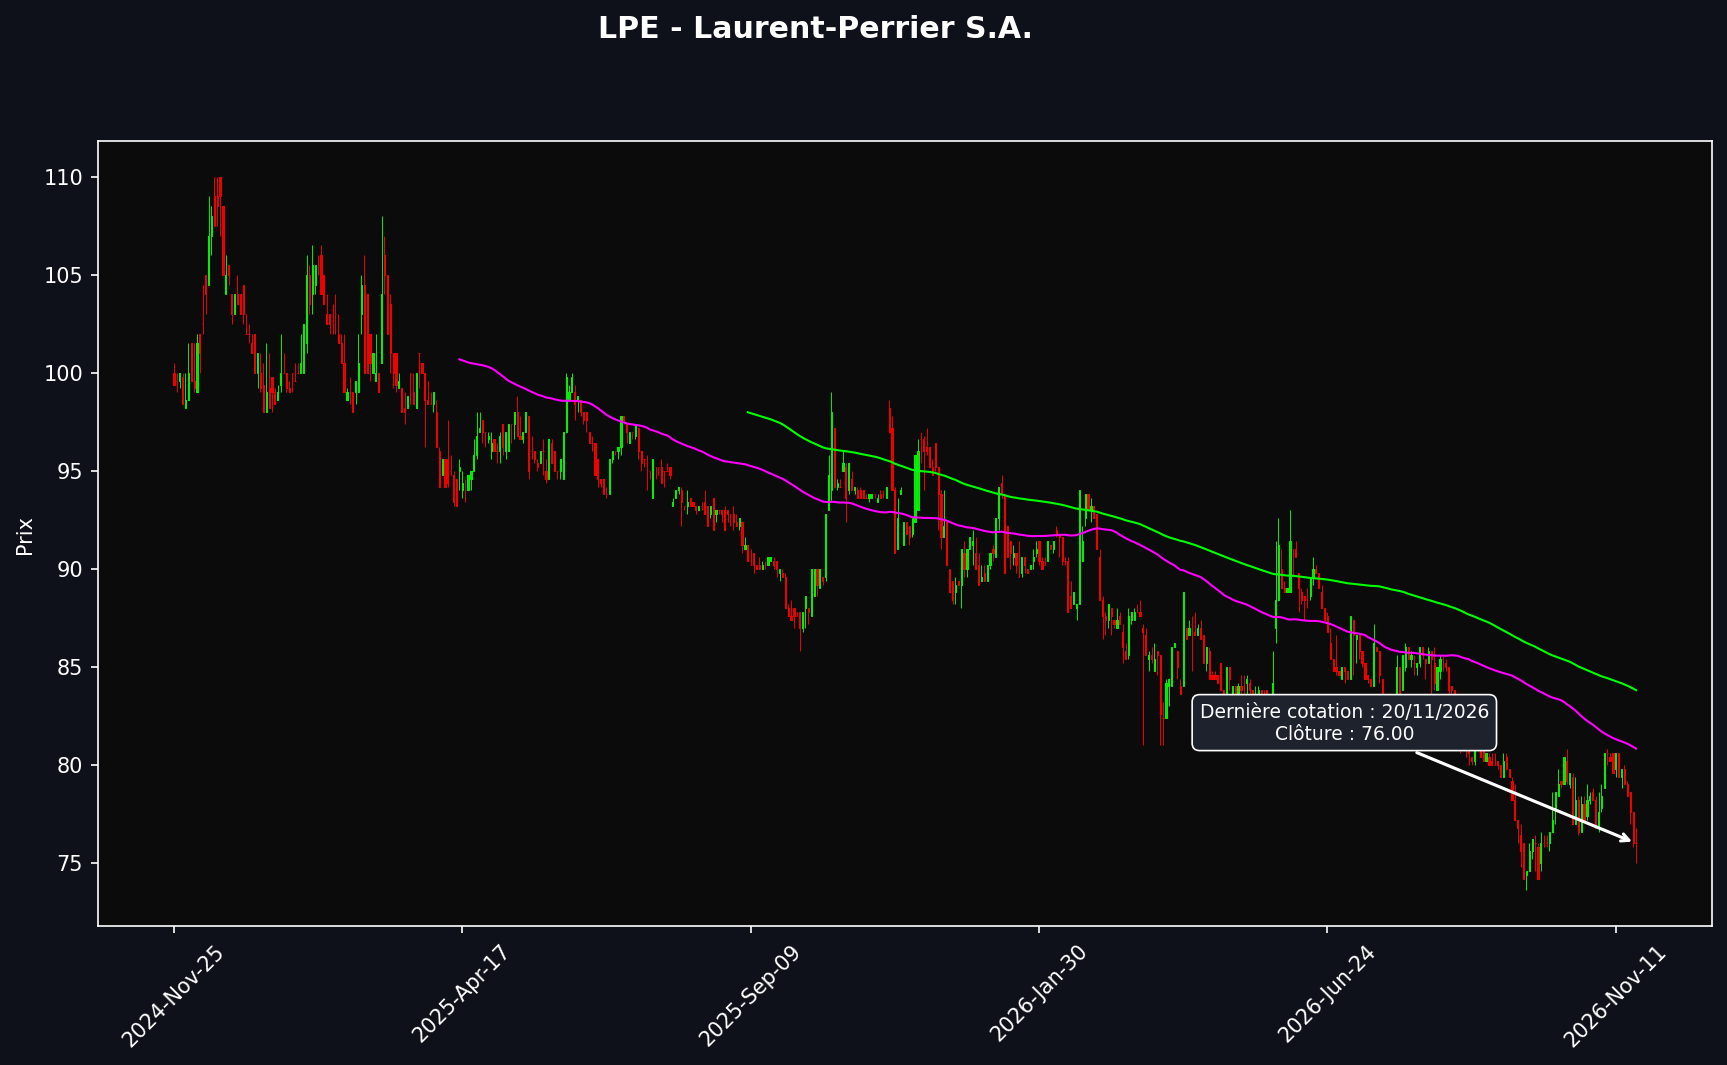 LPE - Laurent-Perrier S.A.
Prix
110
105
100
95
90
85
80
75
Dernière cotation : 20/11/2026
Clôture : 76.00
2024-Nov-25
2025-Apr-17
2025-Sep-09
2026-Jan-30
2026-Jun-24
2026-Nov-11